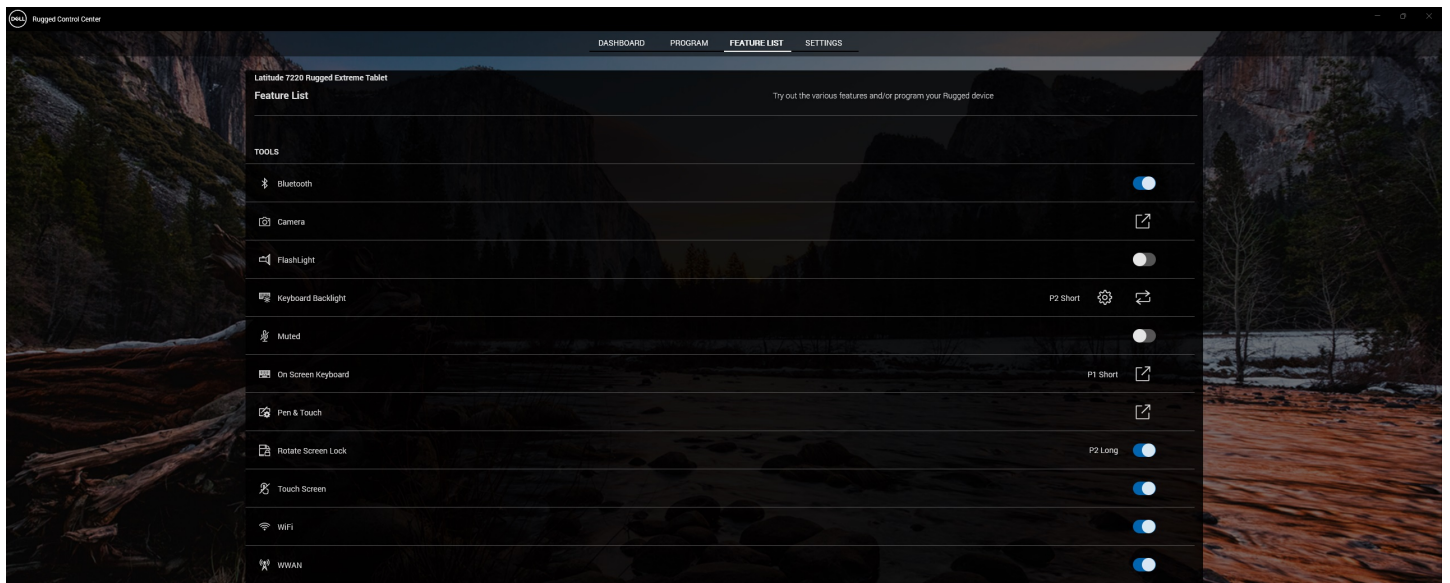 DELL Rugged Control Center
DASHBOARD PROGRAM FEATURE LIST SETTINGS
Latitude 7220 Rugged Extreme Tablet
Feature List Try out the various features and/or program your Rugged device
TOOLS
Bluetooth
Camera
FlashLight
Keyboard Backlight P2 Short
Muted
On Screen Keyboard P1 Short
Pen & Touch
Rotate Screen Lock P2 Long
Touch Screen
WiFi
WWAN